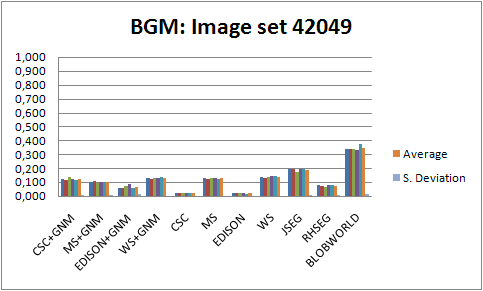 BGM: Image set 42049
1,000
0,900
0,800
0,700
0,600
0,500
0,400
0,300
0,200
0,100
0,000
Average
S. Deviation
CSC+GNM
MS+GNM
EDISON+GNM
WS+GNM
CSC
MS
EDISON
WS
JSEG
RHSEG
BLOBWORLD